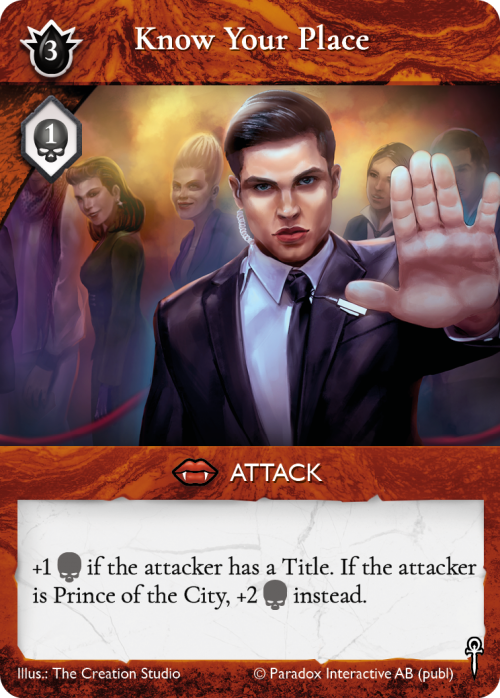 3
Know Your Place
1
ATTACK
+1 if the attacker has a Title. If the attacker
is Prince of the City, +2 instead.
Illus.: The Creation Studio © Paradox Interactive AB (publ)